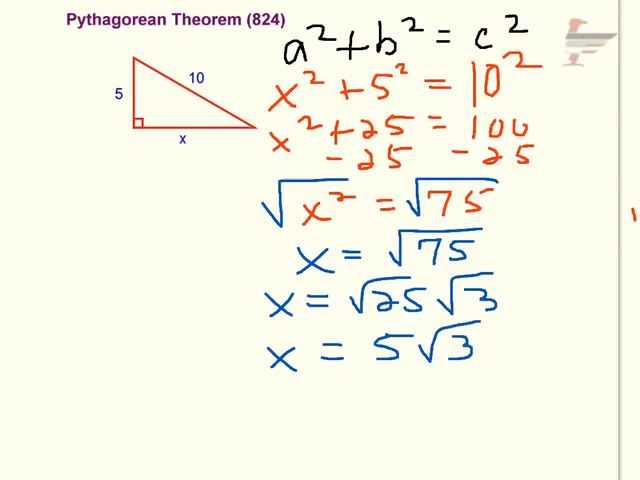 Pythagorean Theorem (824)
a² + b² = c²
x² + 5² = 10²
x² + 25 = 100
- 25 - 25
√x² = √75
x = √75
x = √25 √3
x = 5 √3
10
5
x